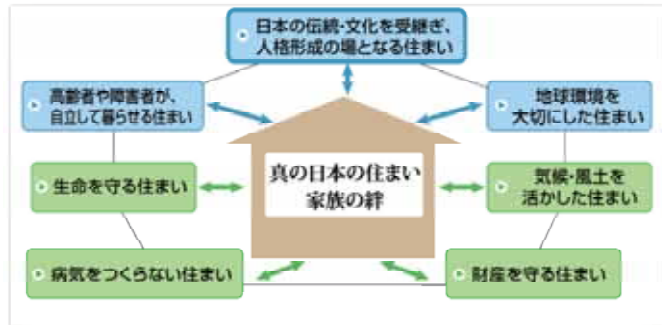 日本の伝統・文化を受継ぎ、
人格形成の場となる住まい
高齢者や障害者が、
自立して暮らせる住まい
地球環境を
大切にした住まい
生命を守る住まい
真の日本の住まい
家族の絆
気候・風土を
活かした住まい
病気をつくらない住まい
財産を守る住まい